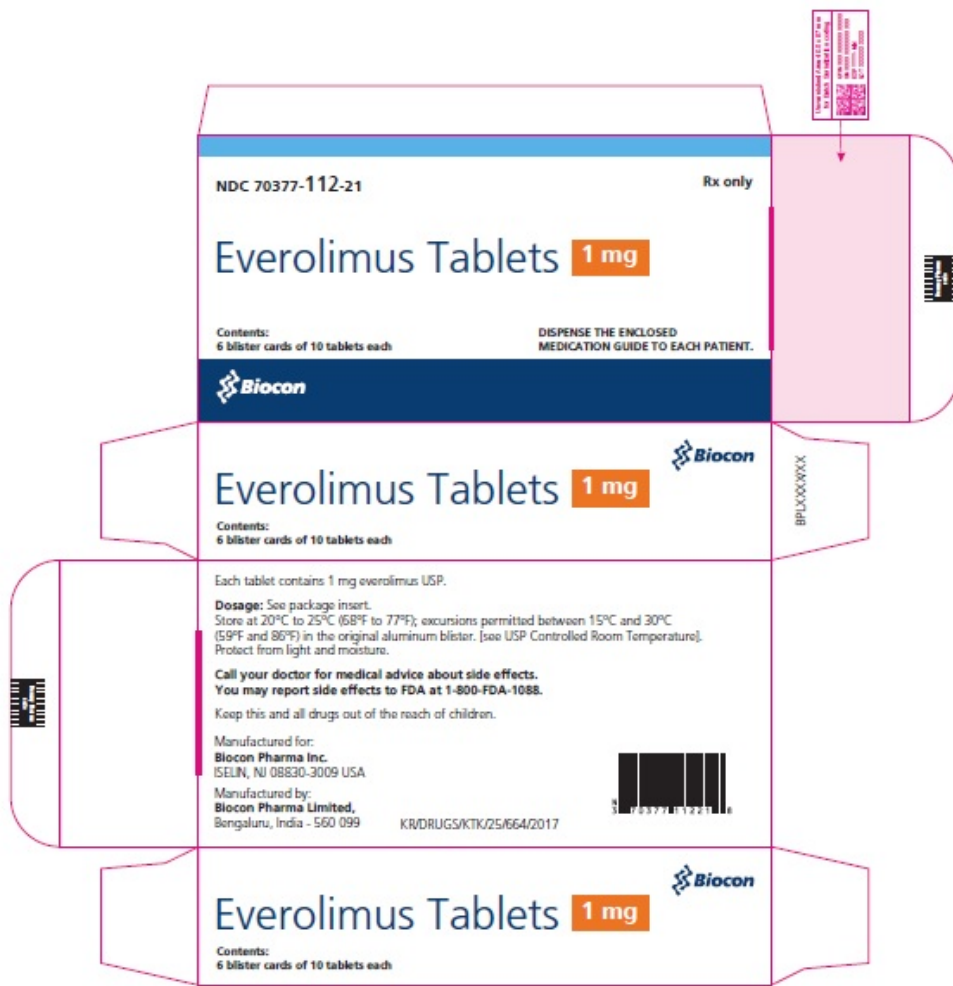 NDC 70377-112-21
Rx only
Everolimus Tablets 1 mg
Contents:
6 blister cards of 10 tablets each
DISPENSE THE ENCLOSED
MEDICATION GUIDE TO EACH PATIENT.
Biocon
Biocon
Everolimus Tablets 1 mg
Contents:
6 blister cards of 10 tablets each
BPLXXXX/XX
Each tablet contains 1 mg everolimus USP.
Dosage: See package insert.
Store at 20°C to 25°C (68°F to 77°F); excursions permitted between 15°C and 30°C
(59°F and 86°F) in the original aluminum blister. [see USP Controlled Room Temperature].
Protect from light and moisture.
Call your doctor for medical advice about side effects.
You may report side effects to FDA at 1-800-FDA-1088.
Keep this and all drugs out of the reach of children.
Manufactured for:
Biocon Pharma Inc.
ISELIN, NJ 08830-3009 USA
Manufactured by:
Biocon Pharma Limited,
Bengaluru, India - 560 099
KR/DRUGS/KTK/25/664/2017
N
3 70377 11221 8
Biocon
Everolimus Tablets 1 mg
Contents:
6 blister cards of 10 tablets each